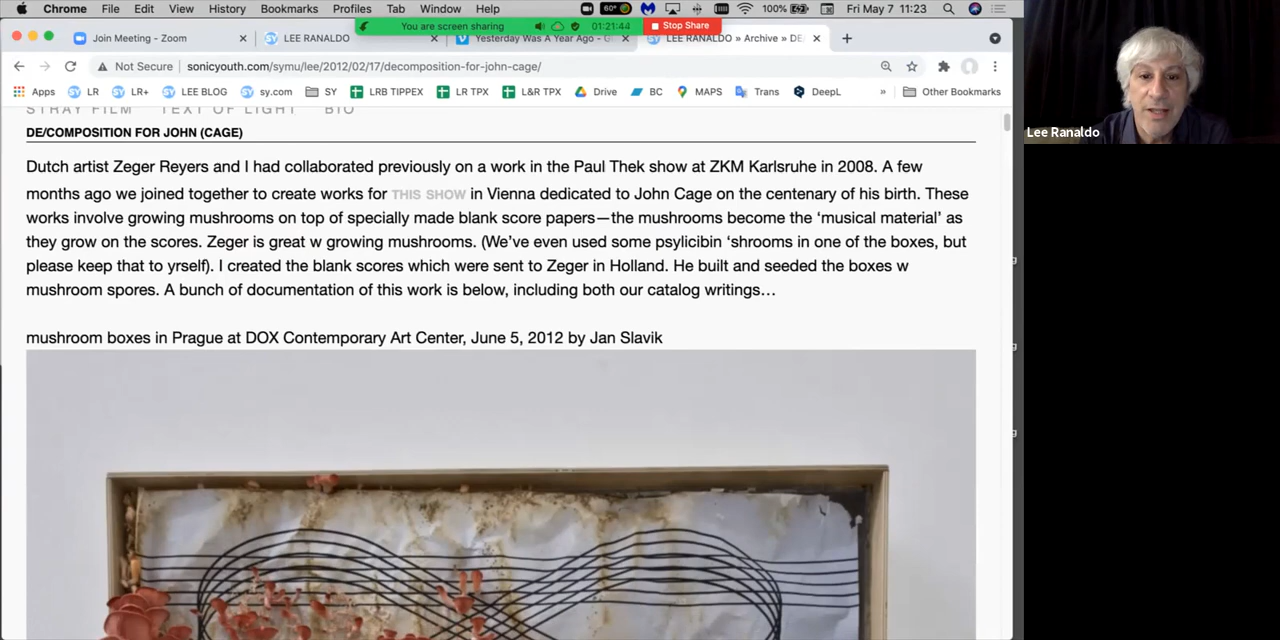 Chrome File Edit View History Bookmarks Profiles Tab Window Help 60° 100% Fri May 7 11:23
You are screen sharing 01:21:44 Stop Share
Join Meeting - Zoom LEE RANALDO Yesterday Was A Year Ago - G LEE RANALDO » Archive » DE/
Not Secure sonicyouth.com/symu/lee/2012/02/17/decomposition-for-john-cage/
Apps LR LR+ LEE BLOG sy.com SY LRB TIPPEX LR TPX L&R TPX Drive BC MAPS Trans DeepL » Other Bookmarks
STRAY FILM TEXT OF LIGHT BIO
DE/COMPOSITION FOR JOHN (CAGE)
Dutch artist Zeger Reyers and I had collaborated previously on a work in the Paul Thek show at ZKM Karlsruhe in 2008. A few
months ago we joined together to create works for THIS SHOW in Vienna dedicated to John Cage on the centenary of his birth. These
works involve growing mushrooms on top of specially made blank score papers—the mushrooms become the ‘musical material’ as
they grow on the scores. Zeger is great w growing mushrooms. (We’ve even used some psylicibin ‘shrooms in one of the boxes, but
please keep that to yrself). I created the blank scores which were sent to Zeger in Holland. He built and seeded the boxes w
mushroom spores. A bunch of documentation of this work is below, including both our catalog writings…
mushroom boxes in Prague at DOX Contemporary Art Center, June 5, 2012 by Jan Slavik
Lee Ranaldo